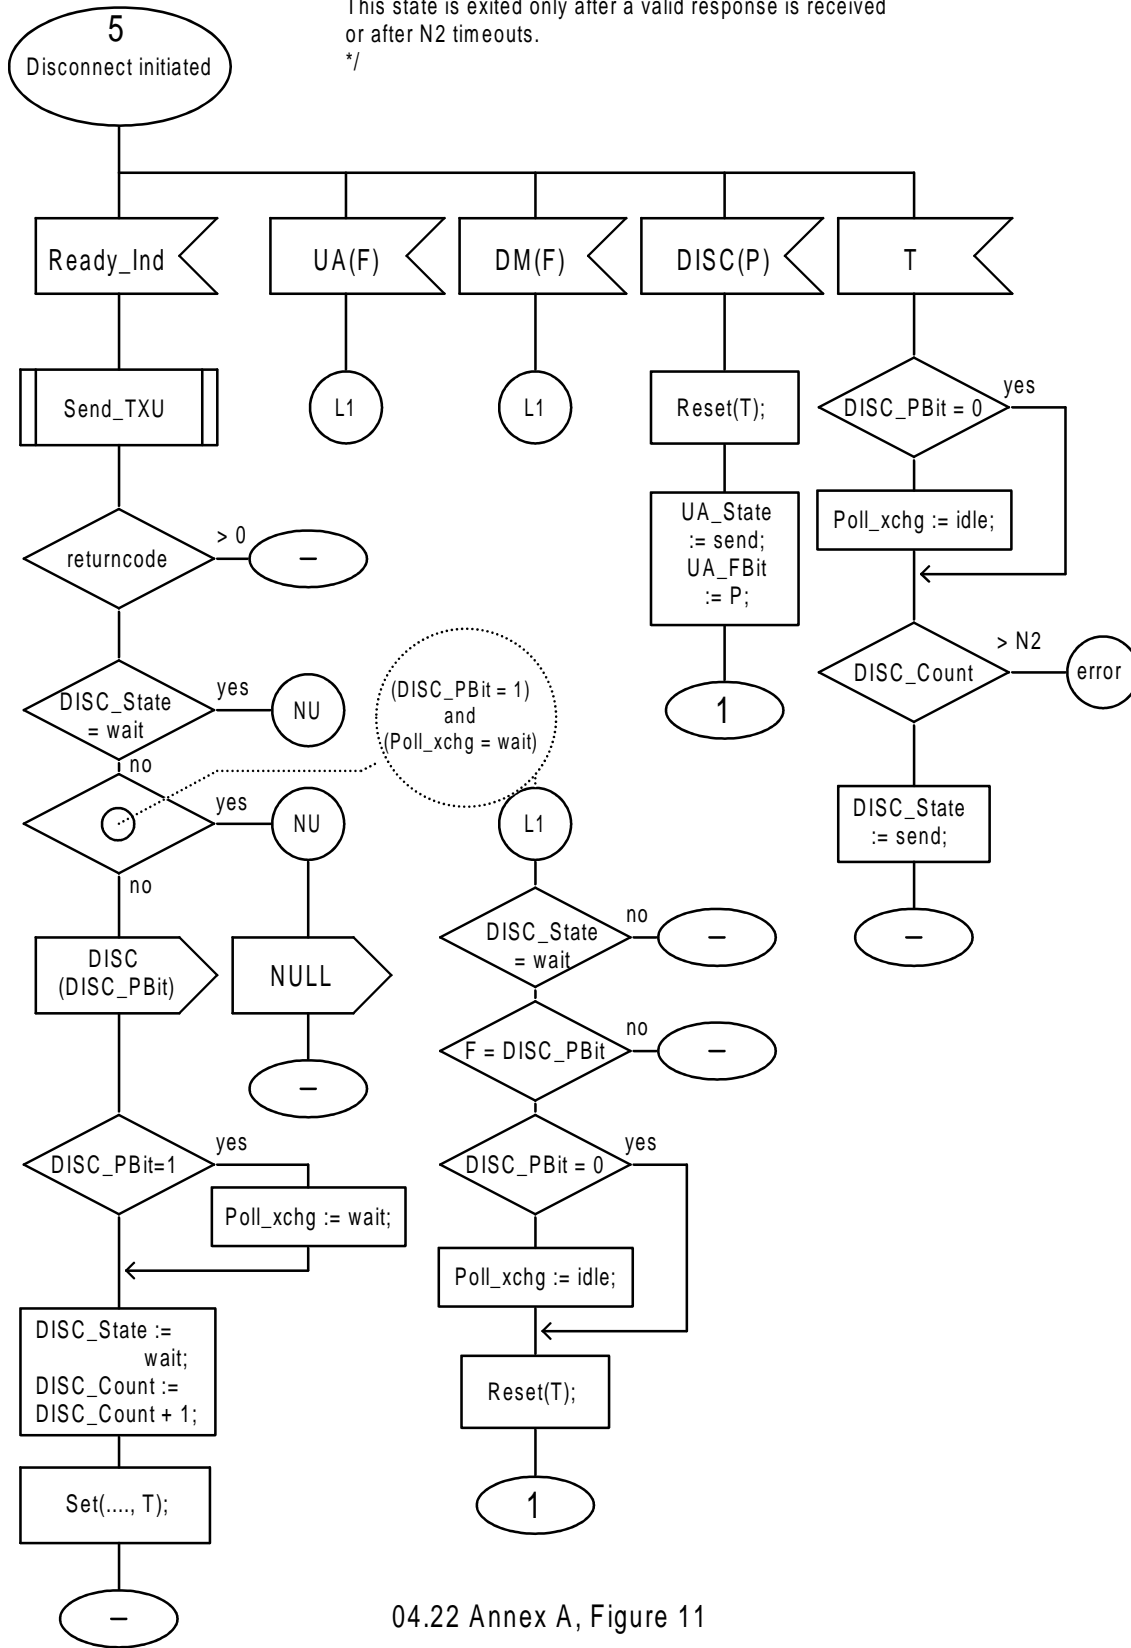 This state is exited only after a valid response is received
or after N2 timeouts.
*/
5
Disconnect initiated
Ready_Ind
UA(F)
DM(F)
DISC(P)
T
Send_TXU
L1
L1
Reset(T);
DISC_PBit = 0
yes
UA_State
:= send;
UA_FBit
:= P;
Poll_xchg := idle;
returncode
> 0
–
DISC_Count
> N2
error
DISC_State
= wait
yes
NU
no
(DISC_PBit = 1)
and
(Poll_xchg = wait)
1
yes
NU
no
L1
DISC_State
:= send;
–
DISC
(DISC_PBit)
NULL
–
DISC_State
= wait
no
–
F = DISC_PBit
no
–
DISC_PBit=1
yes
Poll_xchg := wait;
DISC_PBit = 0
yes
Poll_xchg := idle;
DISC_State :=
wait;
DISC_Count :=
DISC_Count + 1;
Reset(T);
Set(...., T);
1
–
04.22 Annex A, Figure 11